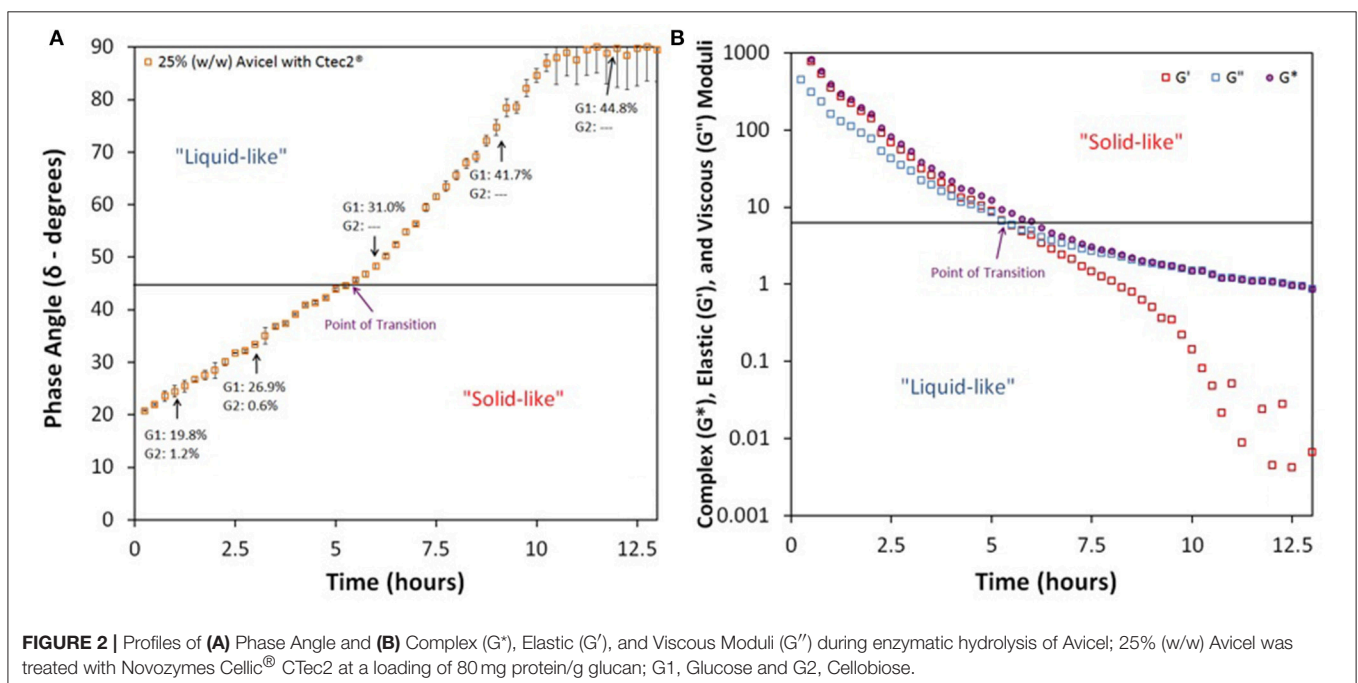 A
90
80
70
60
50
40
30
20
10
0
Phase Angle (δ - degrees)
25% (w/w) Avicel with Ctec2®
"Liquid-like"
G1: 44.8%
G2: ---
G1: 41.7%
G2: ---
G1: 31.0%
G2: ---
Point of Transition
G1: 26.9%
G2: 0.6%
"Solid-like"
G1: 19.8%
G2: 1.2%
0 2.5 5 7.5 10 12.5
Time (hours)
B
1000
100
10
1
0.1
0.01
0.001
Complex (G*), Elastic (G'), and Viscous (G") Moduli
G' G" G*
"Solid-like"
Point of Transition
"Liquid-like"
0 2.5 5 7.5 10 12.5
Time (hours)
FIGURE 2 | Profiles of (A) Phase Angle and (B) Complex (G*), Elastic (G′), and Viscous Moduli (G′′) during enzymatic hydrolysis of Avicel; 25% (w/w) Avicel was
treated with Novozymes Cellic® CTec2 at a loading of 80 mg protein/g glucan; G1, Glucose and G2, Cellobiose.